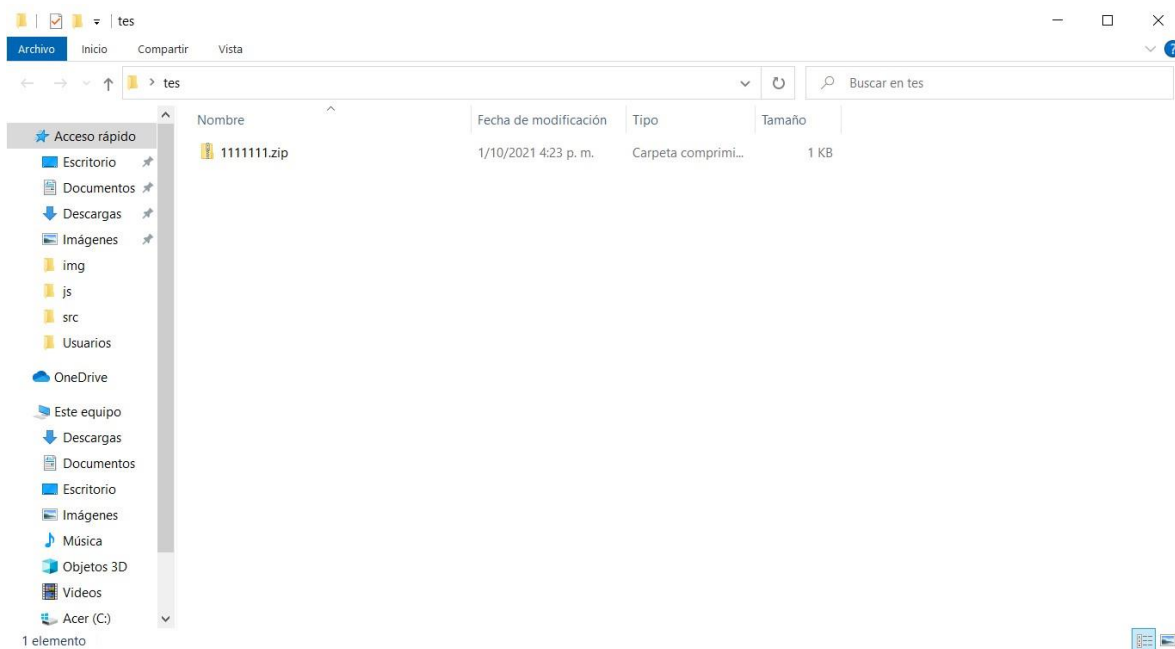 tes
Archivo Inicio Compartir Vista
?
> tes
Buscar en tes
Nombre Fecha de modificación Tipo Tamaño
1111111.zip 1/10/2021 4:23 p. m. Carpeta comprimi... 1 KB
Acceso rápido
Escritorio
Documentos
Descargas
Imágenes
img
js
src
Usuarios
OneDrive
Este equipo
Descargas
Documentos
Escritorio
Imágenes
Música
Objetos 3D
Videos
Acer (C:)
1 elemento